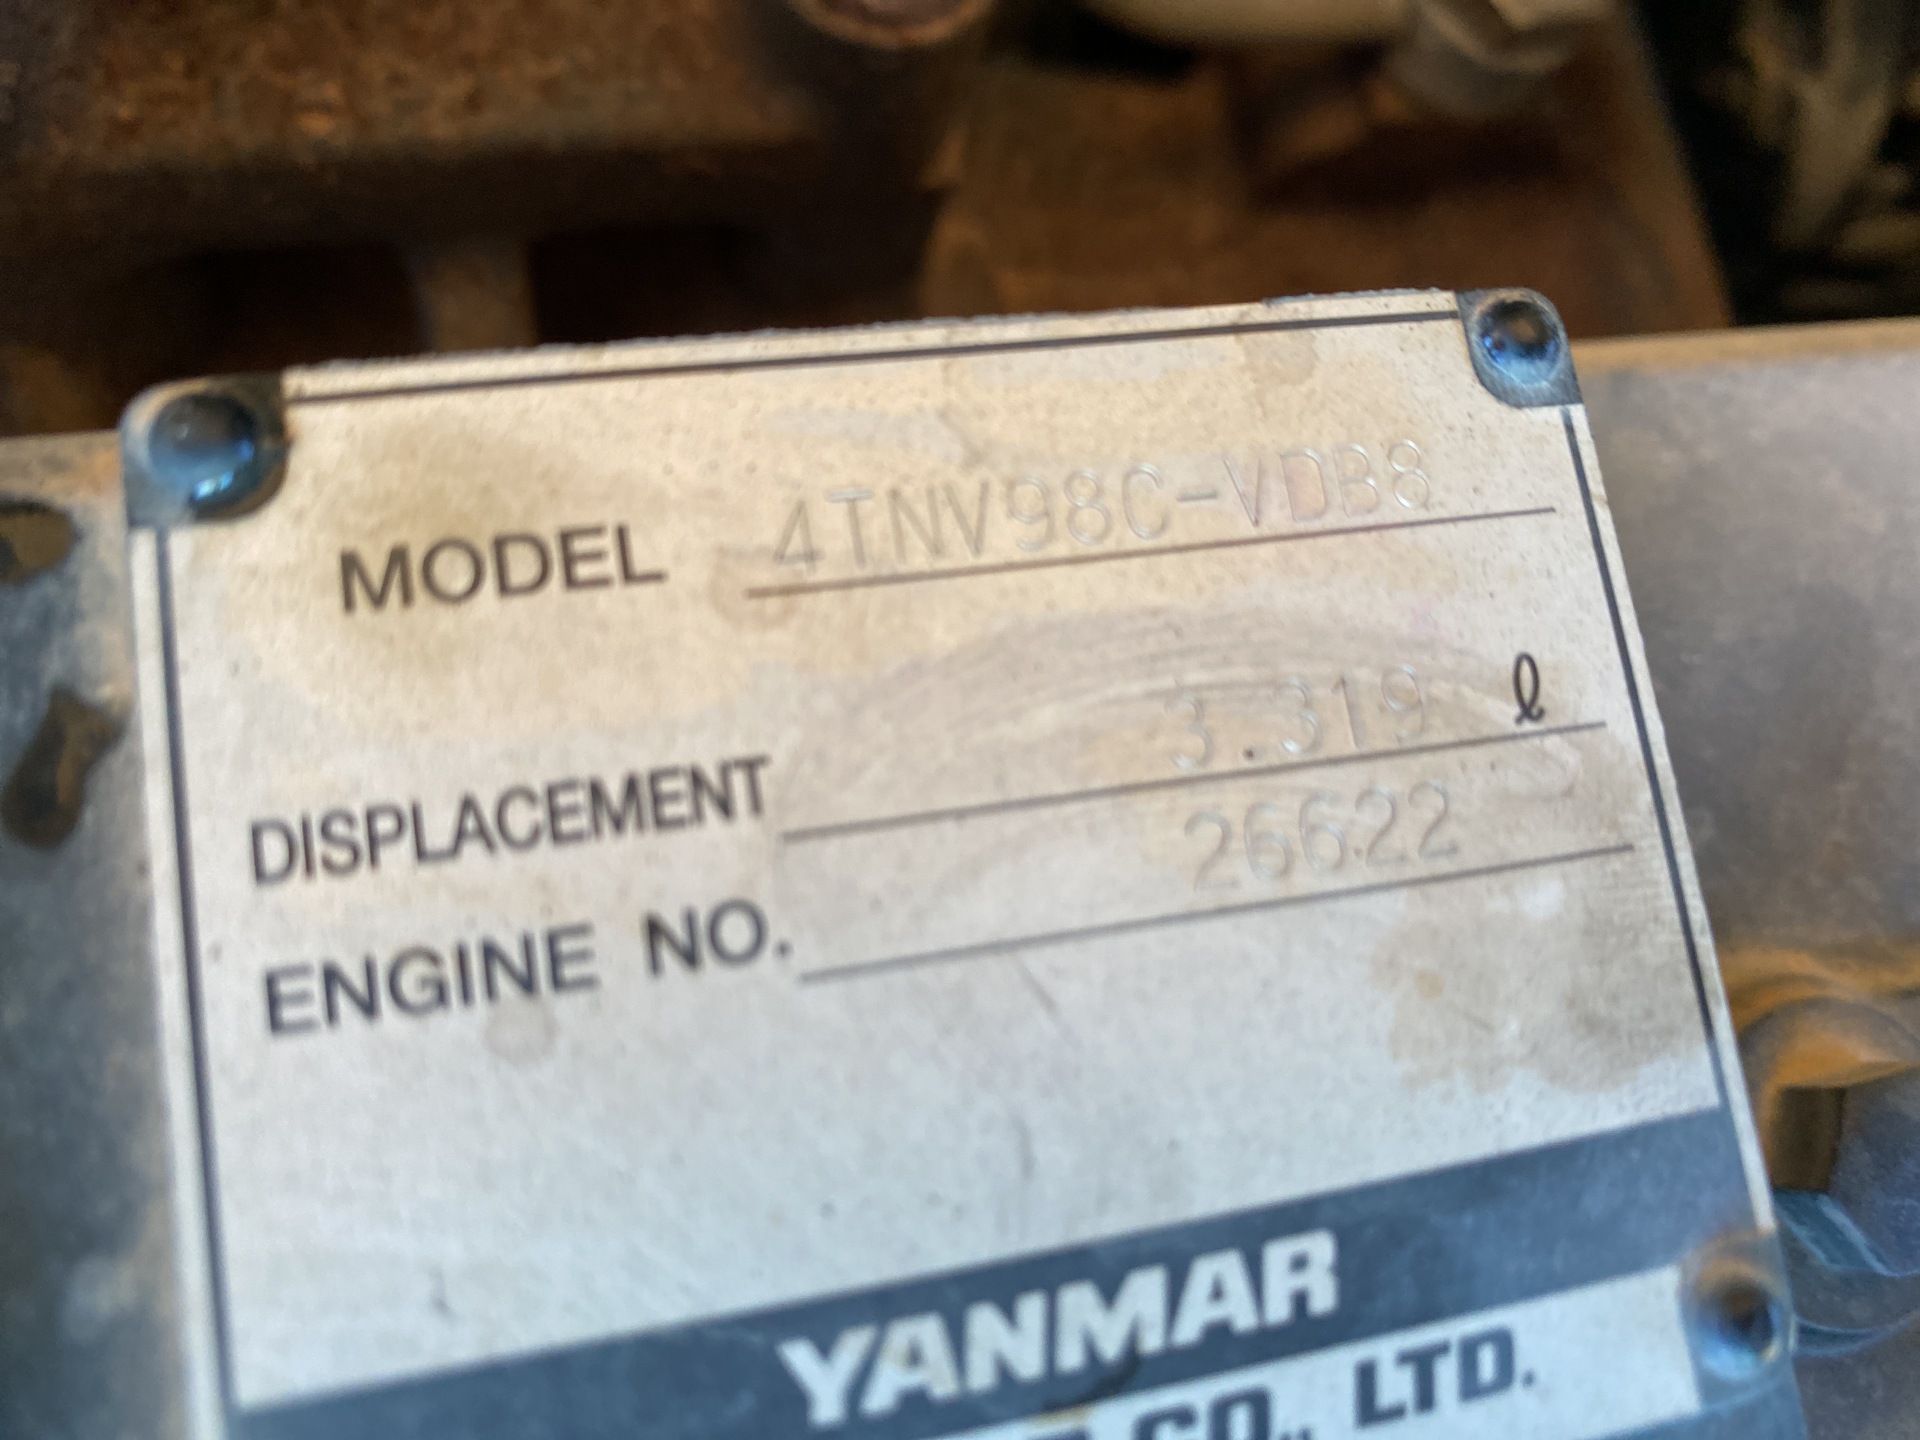 MODEL 4TNV98C-VDB8
DISPLACEMENT 3.319 ℓ
ENGINE NO. 26622
YANMAR
CO., LTD.